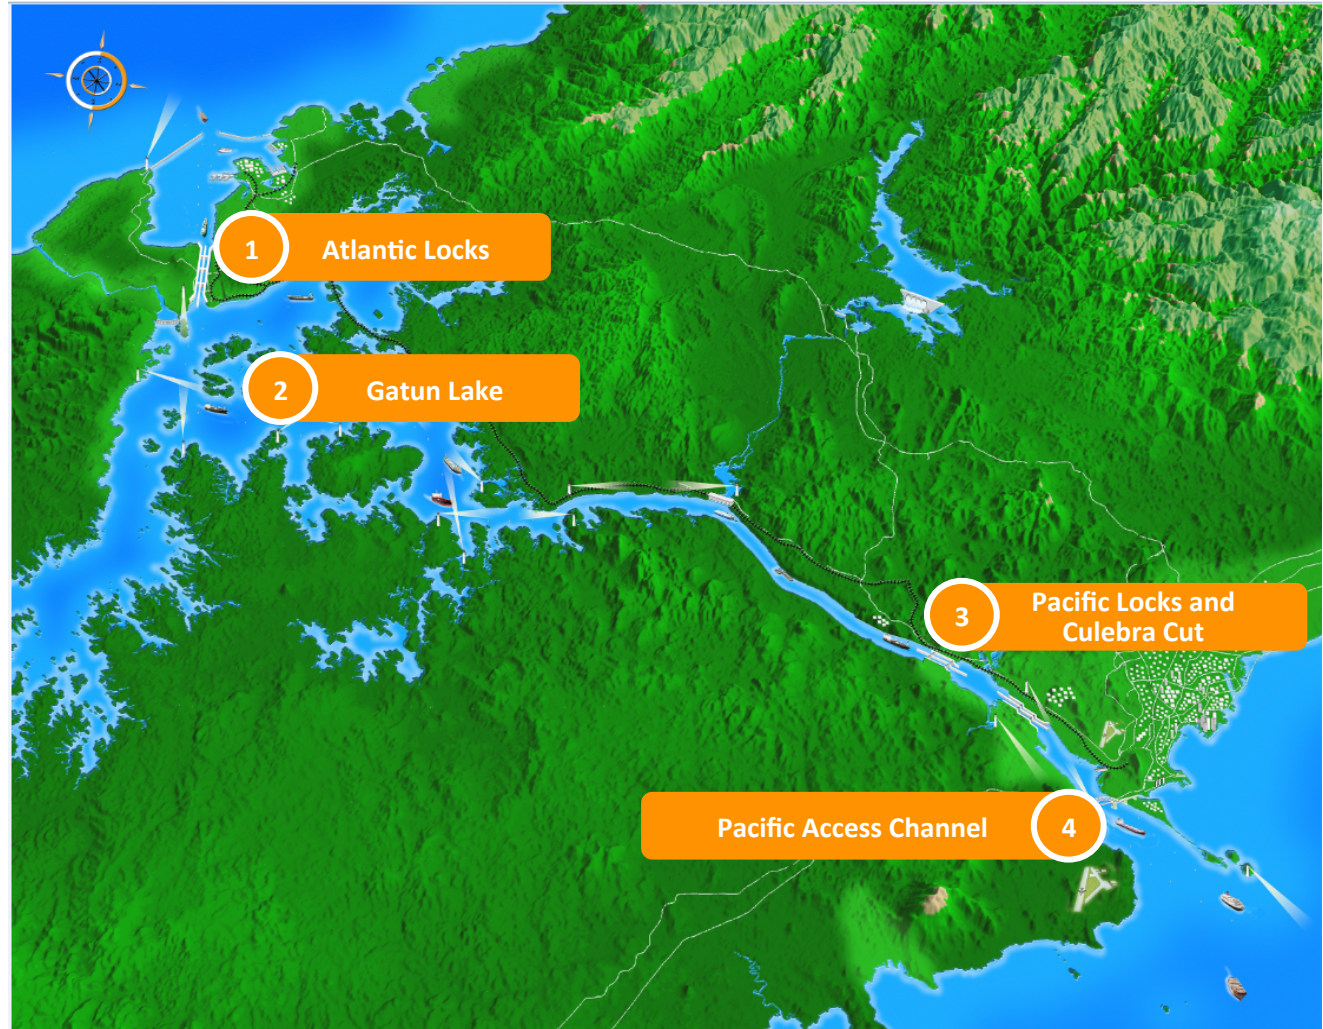 1
Atlantic Locks
2
Gatun Lake
3
Pacific Locks and
Culebra Cut
Pacific Access Channel
4